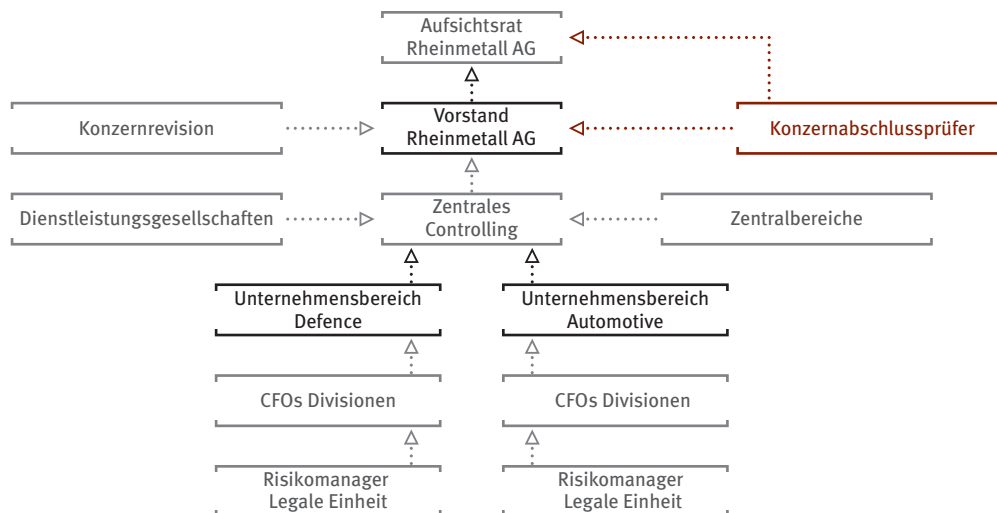 Aufsichtsrat
Rheinmetall AG
Konzernrevision
Vorstand
Rheinmetall AG
Konzernabschlussprüfer
Dienstleistungsgesellschaften
Zentrales
Controlling
Zentralbereiche
Unternehmensbereich
Defence
Unternehmensbereich
Automotive
CFOs Divisionen
CFOs Divisionen
Risikomanager
Legale Einheit
Risikomanager
Legale Einheit